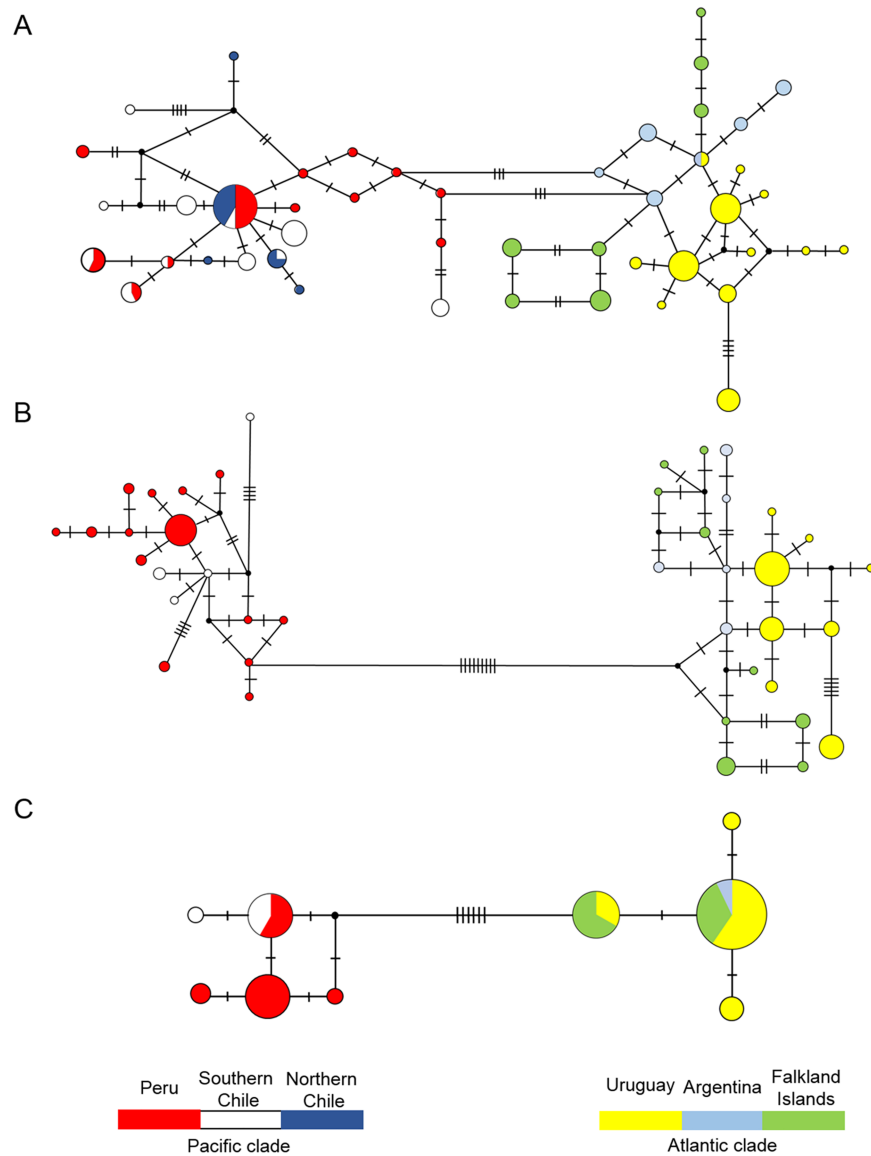 A
B
C
Peru
Southern
Chile
Northern
Chile
Pacific clade
Uruguay
Argentina
Falkland
Islands
Atlantic clade